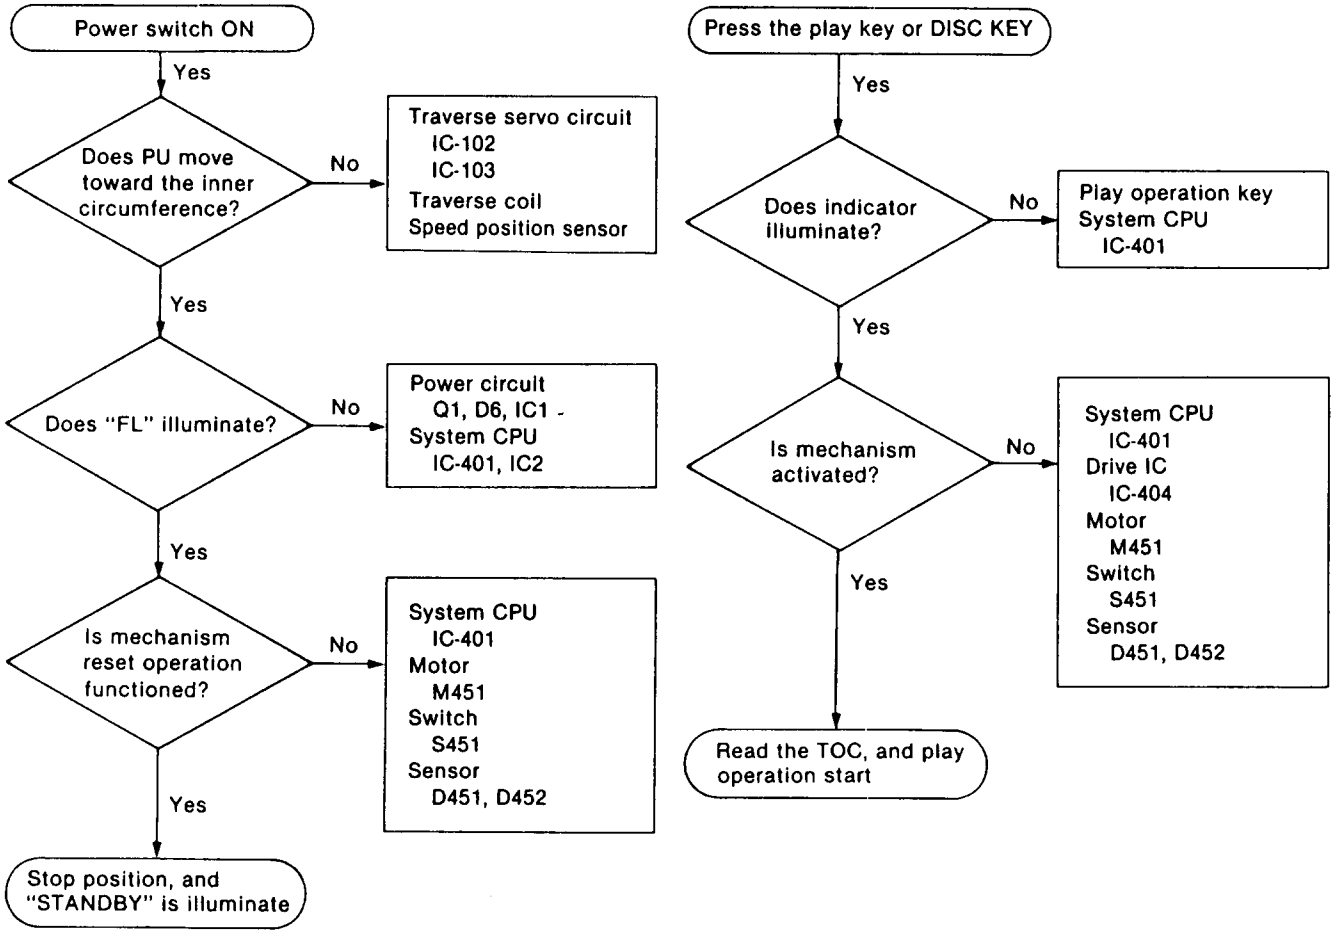 Power switch ON
Yes
Does PU move
toward the inner
circumference?
No
Traverse servo circuit
IC-102
IC-103
Traverse coil
Speed position sensor
Yes
Does "FL" illuminate?
No
Power circuit
Q1, D6, IC1 -
System CPU
IC-401, IC2
Yes
Is mechanism
reset operation
functioned?
No
System CPU
IC-401
Motor
M451
Switch
S451
Sensor
D451, D452
Yes
Stop position, and
"STANDBY" is illuminate
Press the play key or DISC KEY
Yes
Does indicator
illuminate?
No
Play operation key
System CPU
IC-401
Yes
Is mechanism
activated?
No
System CPU
IC-401
Drive IC
IC-404
Motor
M451
Switch
S451
Sensor
D451, D452
Yes
Read the TOC, and play
operation start